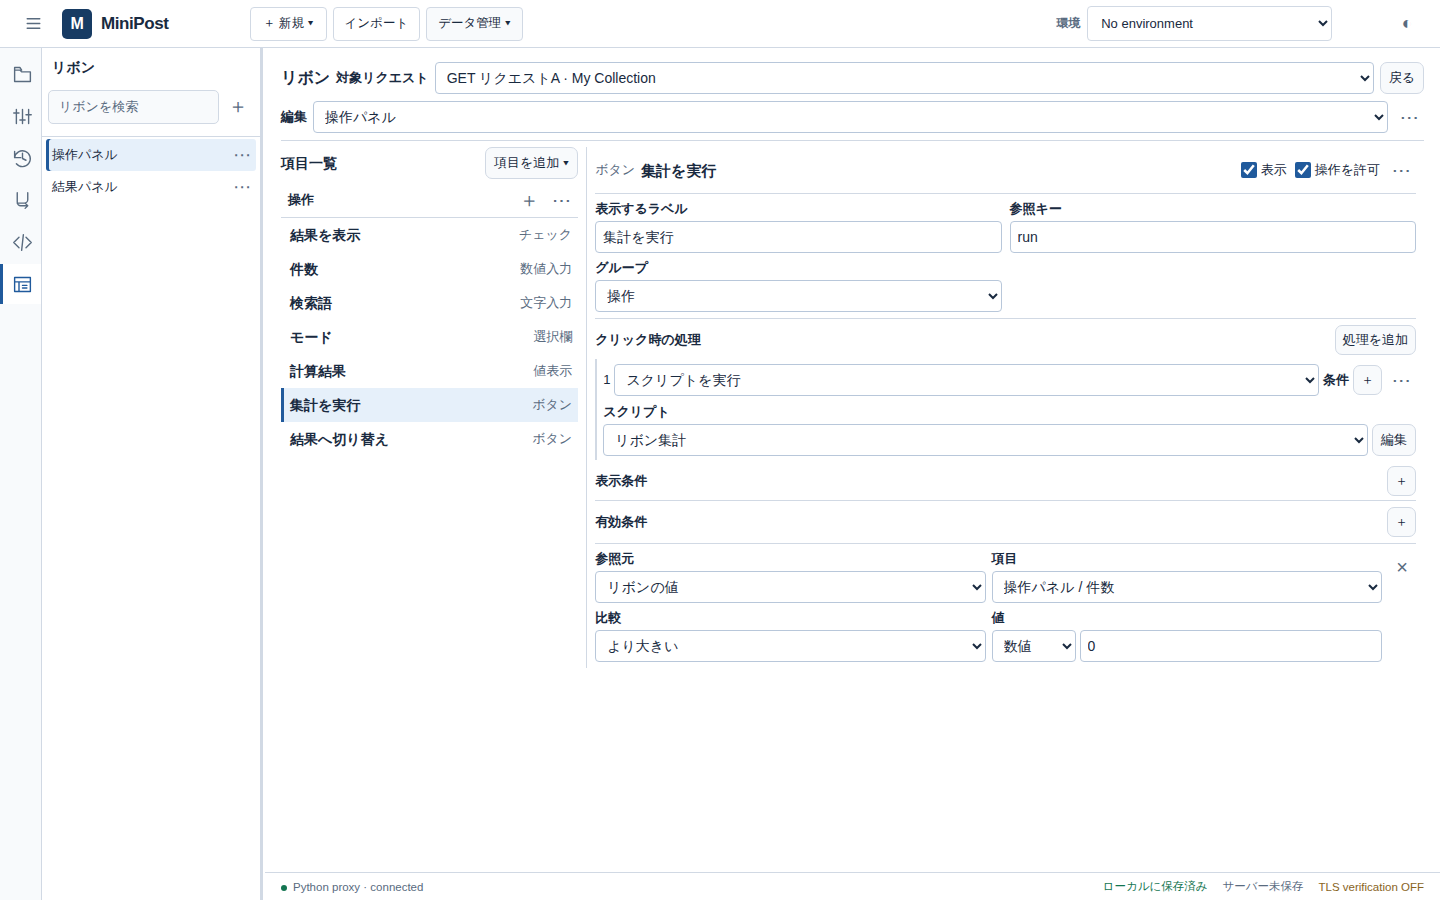 M MiniPost ＋ 新規 ▾ インポート データ管理 ▾ 環境 No environment
リボン
リボンを検索 ＋
操作パネル ···
結果パネル ···
リボン 対象リクエスト GET リクエストA · My Collection 戻る
編集 操作パネル ···
項目一覧 項目を追加 ▾
操作 ＋ ···
結果を表示 チェック
件数 数値入力
検索語 文字入力
モード 選択欄
計算結果 値表示
集計を実行 ボタン
結果へ切り替え ボタン
ボタン 集計を実行 表示 操作を許可 ···
表示するラベル 参照キー
集計を実行 run
グループ
操作
クリック時の処理 処理を追加
1 スクリプトを実行 条件 ＋ ···
スクリプト
リボン集計 編集
表示条件 ＋
有効条件 ＋
参照元 項目 ×
リボンの値 操作パネル / 件数
比較 値
より大きい 数値 0
Python proxy · connected ローカルに保存済み サーバー未保存 TLS verification OFF